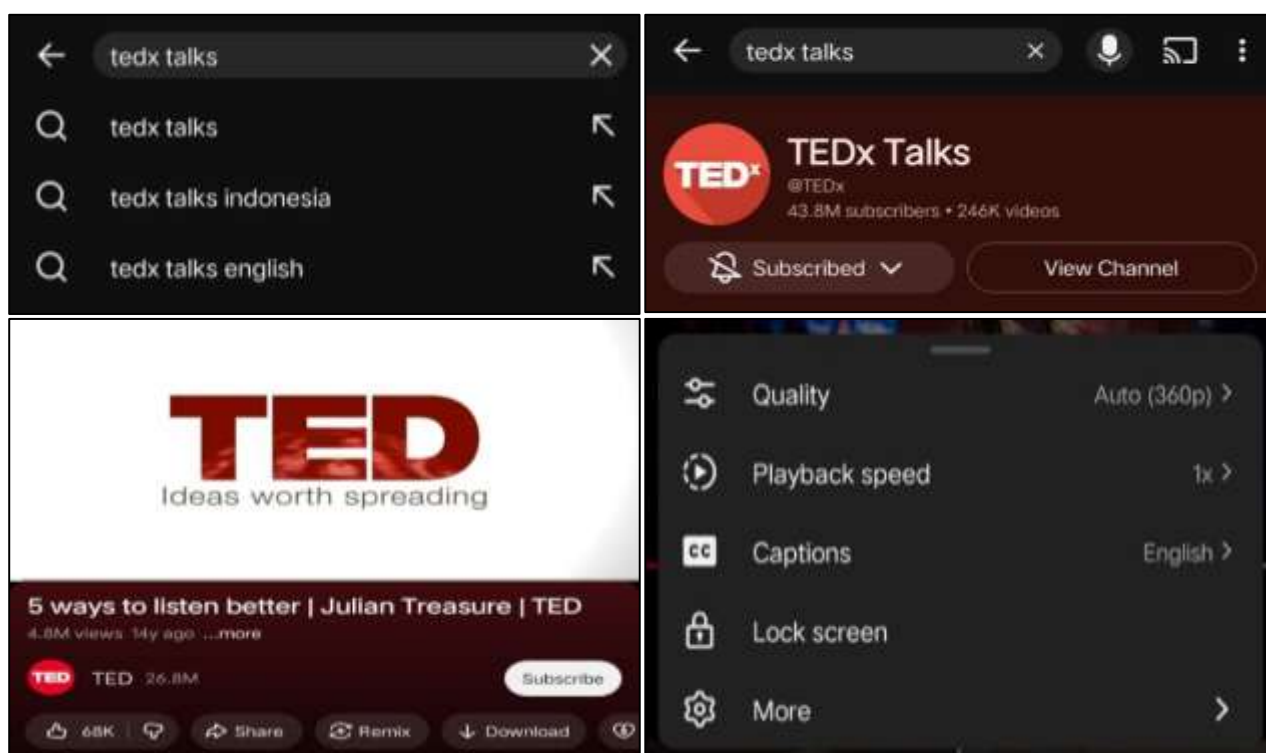 tedx talks
tedx talks
tedx talks indonesia
tedx talks english
tedx talks
TEDx
TEDx Talks
@TEDx
43.8M subscribers • 246K videos
Subscribed
View Channel
TED
Ideas worth spreading
5 ways to listen better | Julian Treasure | TED
4.8M views 14y ago ...more
TED TED 26.8M Subscribe
68K Share Remix Download
Quality Auto (360p)
Playback speed 1x
CC Captions English
Lock screen
More